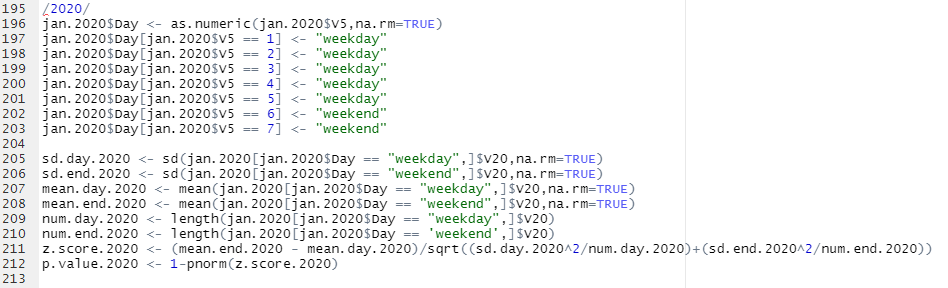 195 /2020/
196 jan.2020$Day <- as.numeric(jan.2020$V5,na.rm=TRUE)
197 jan.2020$Day[jan.2020$V5 == 1] <- "weekday"
198 jan.2020$Day[jan.2020$V5 == 2] <- "weekday"
199 jan.2020$Day[jan.2020$V5 == 3] <- "weekday"
200 jan.2020$Day[jan.2020$V5 == 4] <- "weekday"
201 jan.2020$Day[jan.2020$V5 == 5] <- "weekday"
202 jan.2020$Day[jan.2020$V5 == 6] <- "weekend"
203 jan.2020$Day[jan.2020$V5 == 7] <- "weekend"
204
205 sd.day.2020 <- sd(jan.2020[jan.2020$Day == "weekday",]$V20,na.rm=TRUE)
206 sd.end.2020 <- sd(jan.2020[jan.2020$Day == "weekend",]$V20,na.rm=TRUE)
207 mean.day.2020 <- mean(jan.2020[jan.2020$Day == "weekday",]$V20,na.rm=TRUE)
208 mean.end.2020 <- mean(jan.2020[jan.2020$Day == "weekend",]$V20,na.rm=TRUE)
209 num.day.2020 <- length(jan.2020[jan.2020$Day == "weekday",]$V20)
210 num.end.2020 <- length(jan.2020[jan.2020$Day == 'weekend',]$V20)
211 z.score.2020 <- (mean.end.2020 - mean.day.2020)/sqrt((sd.day.2020^2/num.day.2020)+(sd.end.2020^2/num.end.2020))
212 p.value.2020 <- 1-pnorm(z.score.2020)
213